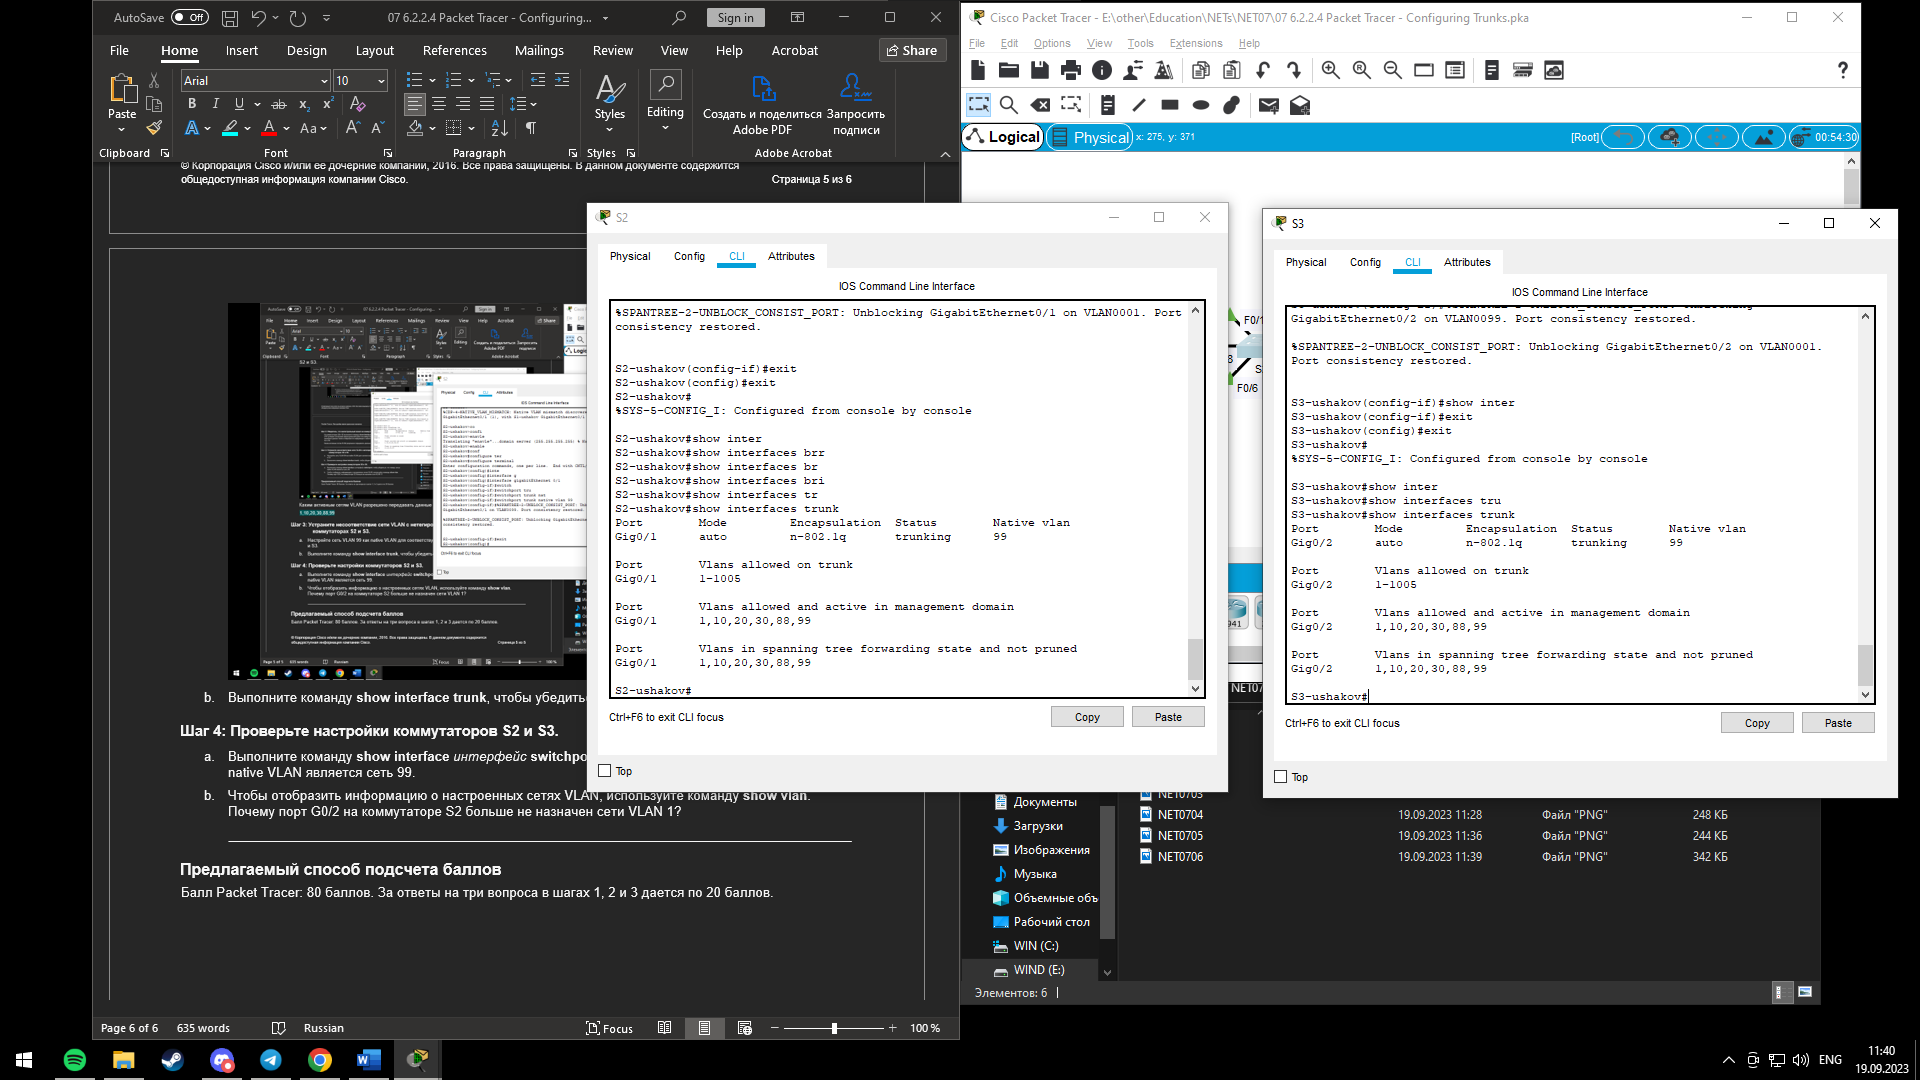 AutoSave Off 07 6.2.2.4 Packet Tracer - Configuring... Sign in
File Home Insert Design Layout References Mailings Review View Help Acrobat Share
Arial 10
Paste Styles Editing Создать и поделиться Adobe PDF Запросить подписи
Clipboard Font Paragraph Styles Adobe Acrobat
© Корпорация Cisco и/или ее дочерние компании, 2016. Все права защищены. В данном документе содержится
общедоступная информация компании Cisco. Страница 5 из 6
b. Выполните команду show interface trunk, чтобы убедить
Шаг 4: Проверьте настройки коммутаторов S2 и S3.
a. Выполните команду show interface интерфейс switchpo
native VLAN является сеть 99.
b. Чтобы отобразить информацию о настроенных сетях VLAN, используйте команду show vlan.
Почему порт G0/2 на коммутаторе S2 больше не назначен сети VLAN 1?
Предлагаемый способ подсчета баллов
Балл Packet Tracer: 80 баллов. За ответы на три вопроса в шагах 1, 2 и 3 дается по 20 баллов.
Page 6 of 6 635 words Russian Focus 100 %
Cisco Packet Tracer - E:\other\Education\NETs\NET07\07 6.2.2.4 Packet Tracer - Configuring Trunks.pka
File Edit Options View Tools Extensions Help
Logical Physical x: 275, y: 371 [Root] 00:54:30
F0/1
F0/6
941
NET07
S2
Physical Config CLI Attributes
IOS Command Line Interface
%SPANTREE-2-UNBLOCK_CONSIST_PORT: Unblocking GigabitEthernet0/1 on VLAN0001. Port
consistency restored.
S2-ushakov(config-if)#exit
S2-ushakov(config)#exit
S2-ushakov#
%SYS-5-CONFIG_I: Configured from console by console
S2-ushakov#show inter
S2-ushakov#show interfaces brr
S2-ushakov#show interfaces br
S2-ushakov#show interfaces bri
S2-ushakov#show interfaces tr
S2-ushakov#show interfaces trunk
Port Mode Encapsulation Status Native vlan
Gig0/1 auto n-802.1q trunking 99
Port Vlans allowed on trunk
Gig0/1 1-1005
Port Vlans allowed and active in management domain
Gig0/1 1,10,20,30,88,99
Port Vlans in spanning tree forwarding state and not pruned
Gig0/1 1,10,20,30,88,99
S2-ushakov#
Ctrl+F6 to exit CLI focus Copy Paste
Top
S3
Physical Config CLI Attributes
IOS Command Line Interface
GigabitEthernet0/2 on VLAN0099. Port consistency restored.
%SPANTREE-2-UNBLOCK_CONSIST_PORT: Unblocking GigabitEthernet0/2 on VLAN0001.
Port consistency restored.
S3-ushakov(config-if)#show inter
S3-ushakov(config-if)#exit
S3-ushakov(config)#exit
S3-ushakov#
%SYS-5-CONFIG_I: Configured from console by console
S3-ushakov#show inter
S3-ushakov#show interfaces tru
S3-ushakov#show interfaces trunk
Port Mode Encapsulation Status Native vlan
Gig0/2 auto n-802.1q trunking 99
Port Vlans allowed on trunk
Gig0/2 1-1005
Port Vlans allowed and active in management domain
Gig0/2 1,10,20,30,88,99
Port Vlans in spanning tree forwarding state and not pruned
Gig0/2 1,10,20,30,88,99
S3-ushakov#
Ctrl+F6 to exit CLI focus Copy Paste
Top
Документы
Загрузки
Изображения
Музыка
Объемные объ
Рабочий стол
WIN (C:)
WIND (E:)
NET0703
NET0704 19.09.2023 11:28 Файл "PNG" 248 КБ
NET0705 19.09.2023 11:36 Файл "PNG" 244 КБ
NET0706 19.09.2023 11:39 Файл "PNG" 342 КБ
Элементов: 6
ENG 11:40
19.09.2023